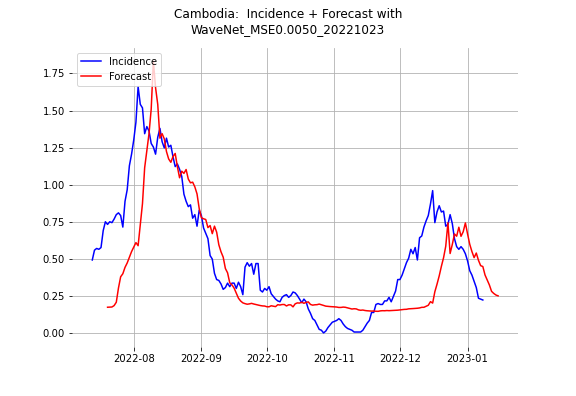 Cambodia:  Incidence + Forecast with
WaveNet_MSE0.0050_20221023
Incidence
Forecast
1.75
1.50
1.25
1.00
0.75
0.50
0.25
0.00
2022-08 2022-09 2022-10 2022-11 2022-12 2023-01